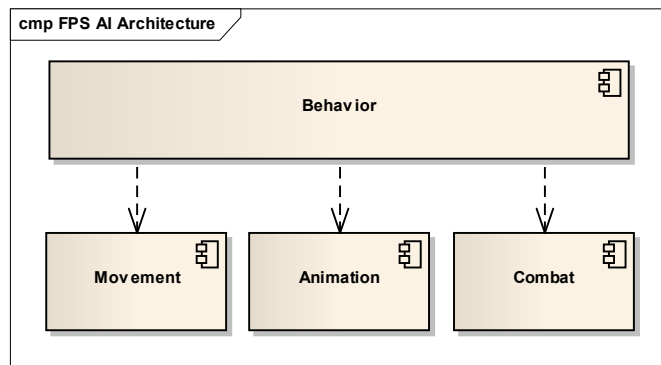 cmp FPS AI Architecture
Behavior
Movement
Animation
Combat